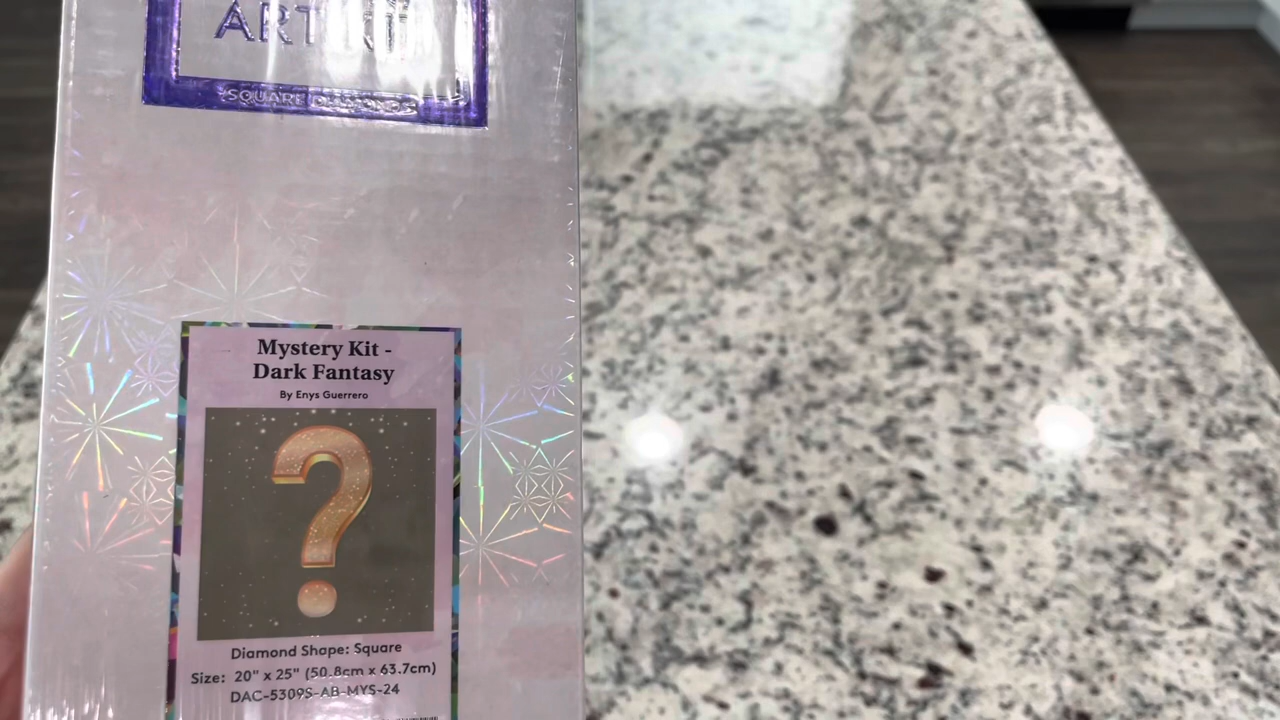 ART
SQUARE DIAMONDS
Mystery Kit -
Dark Fantasy
By Enys Guerrero
?
Diamond Shape: Square
Size: 20" x 25" (50.8cm x 63.7cm)
DAC-5309S-AB-MYS-24